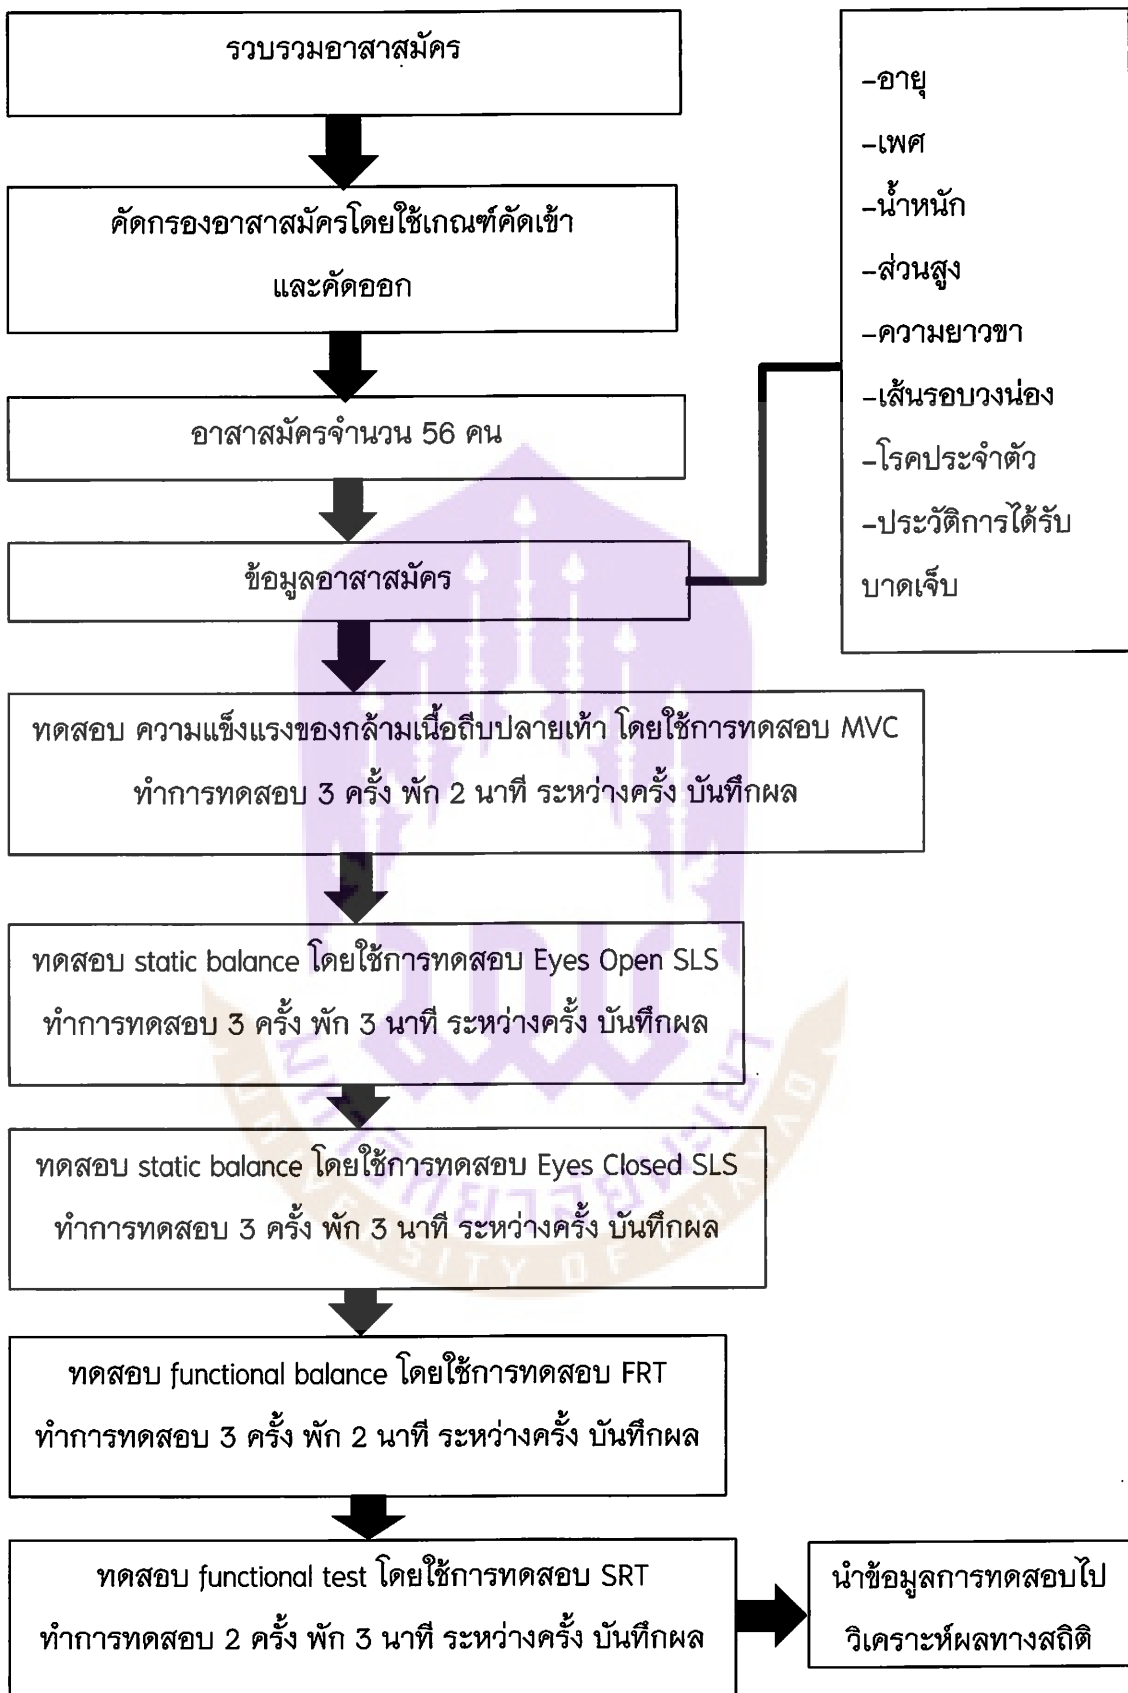 รวบรวมอาสาสมัคร
คัดกรองอาสาสมัครโดยใช้เกณฑ์คัดเข้า
และคัดออก
อาสาสมัครจำนวน 56 คน
ข้อมูลอาสาสมัคร
-อายุ
-เพศ
-น้ำหนัก
-ส่วนสูง
-ความยาวขา
-เส้นรอบวงน่อง
-โรคประจำตัว
-ประวัติการได้รับ
บาดเจ็บ
ทดสอบ ความแข็งแรงของกล้ามเนื้อถีบปลายเท้า โดยใช้การทดสอบ MVC
ทำการทดสอบ 3 ครั้ง พัก 2 นาที ระหว่างครั้ง บันทึกผล
ทดสอบ static balance โดยใช้การทดสอบ Eyes Open SLS
ทำการทดสอบ 3 ครั้ง พัก 3 นาที ระหว่างครั้ง บันทึกผล
ทดสอบ static balance โดยใช้การทดสอบ Eyes Closed SLS
ทำการทดสอบ 3 ครั้ง พัก 3 นาที ระหว่างครั้ง บันทึกผล
ทดสอบ functional balance โดยใช้การทดสอบ FRT
ทำการทดสอบ 3 ครั้ง พัก 2 นาที ระหว่างครั้ง บันทึกผล
ทดสอบ functional test โดยใช้การทดสอบ SRT
ทำการทดสอบ 2 ครั้ง พัก 3 นาที ระหว่างครั้ง บันทึกผล
นำข้อมูลการทดสอบไป
วิเคราะห์ผลทางสถิติ
มหาวิทยาลัยพะเยา
UNIVERSITY OF PHAYAO